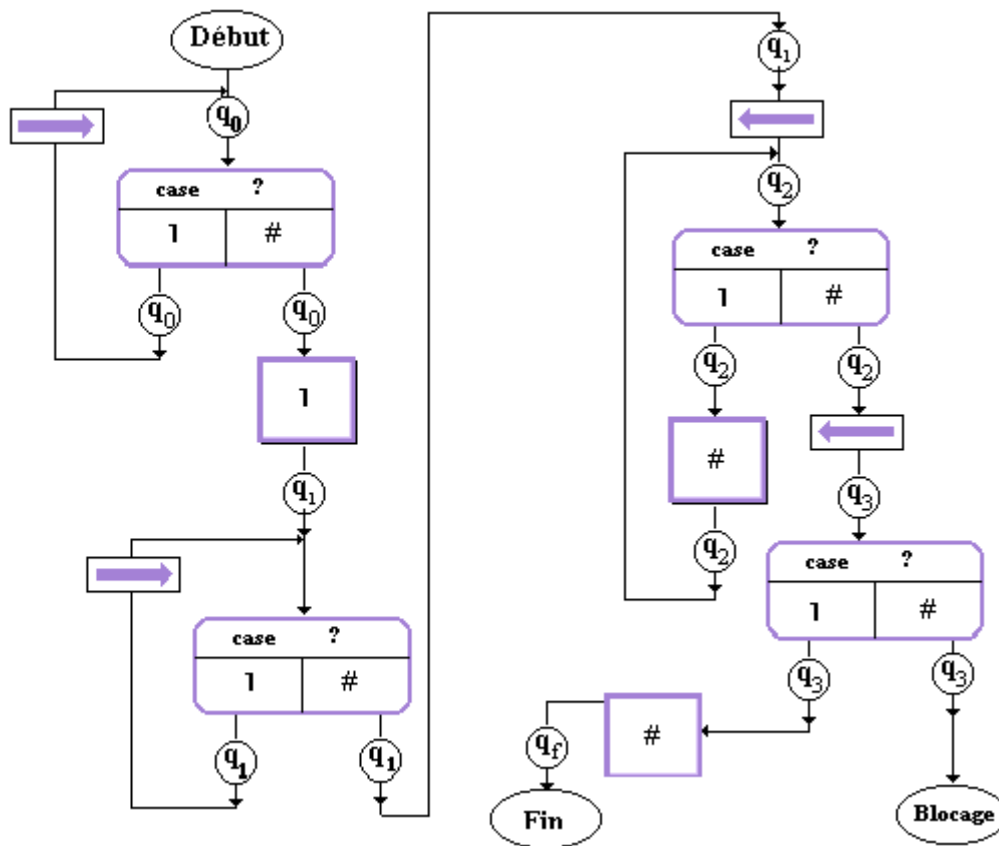 Début
q0
case ?
1 #
q0 q0
1
q1
case ?
1 #
q1 q1
q1
q2
case ?
1 #
q2 q2
#
q3
q2
case ?
1 #
q3 q3
#
qf
Fin
Blocage